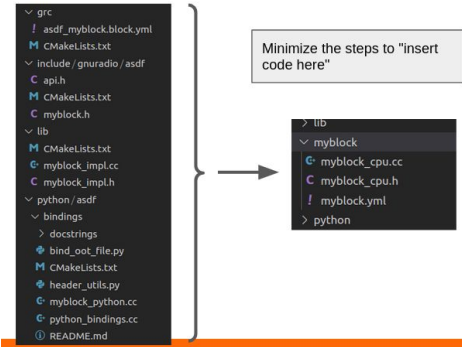 grc
asdf_myblock.block.yml
CMakeLists.txt
include/gnuradio/asdf
api.h
CMakeLists.txt
myblock.h
lib
CMakeLists.txt
myblock_impl.cc
myblock_impl.h
python/asdf
bindings
docstrings
bind_oot_file.py
CMakeLists.txt
header_utils.py
myblock_python.cc
python_bindings.cc
README.md
Minimize the steps to "insert
code here"
lib
myblock
myblock_cpu.cc
myblock_cpu.h
myblock.yml
python